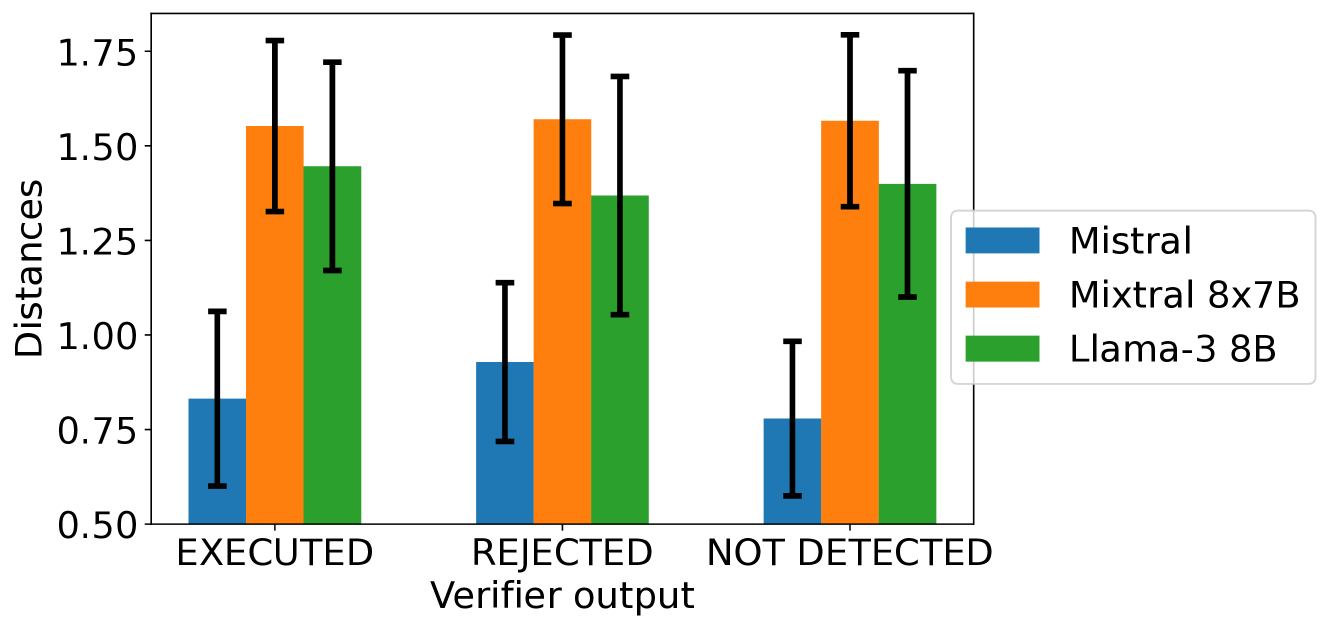 Distances
1.75
1.50
1.25
1.00
0.75
0.50
EXECUTED REJECTED NOT DETECTED
Verifier output
Mistral
Mixtral 8x7B
Llama-3 8B